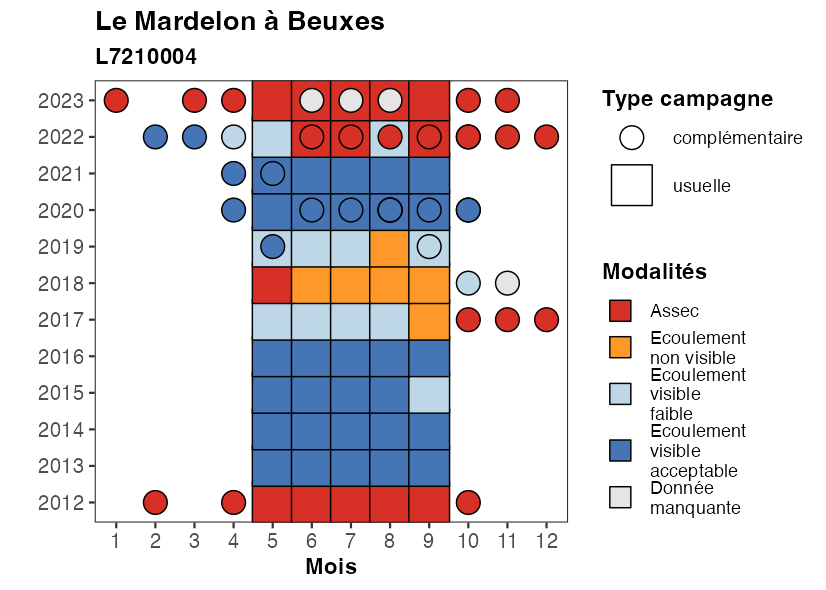 Le Mardelon à Beuxes
L7210004
2023
2022
2021
2020
2019
2018
2017
2016
2015
2014
2013
2012
1 2 3 4 5 6 7 8 9 10 11 12
Mois
Type campagne
complémentaire
usuelle
Modalités
Assec
Ecoulement
non visible
Ecoulement
visible
faible
Ecoulement
visible
acceptable
Donnée
manquante